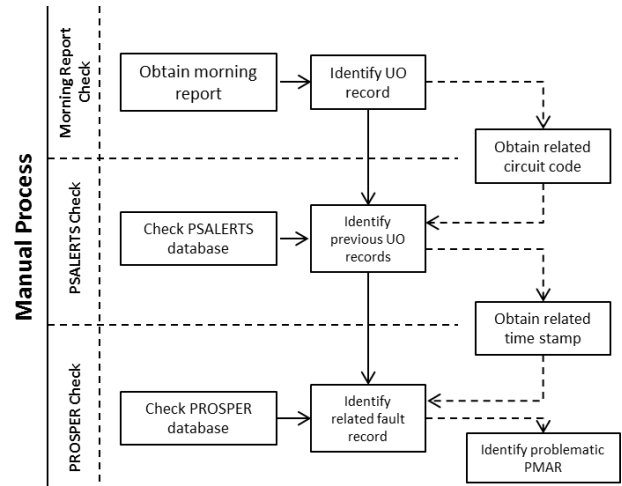 Manual Process
Morning Report
Check
Obtain morning
report
Identify UO
record
Obtain related
circuit code
PSALERTS Check
Check PSALERTS
database
Identify
previous UO
records
Obtain related
time stamp
PROSPER Check
Check PROSPER
database
Identify
related fault
record
Identify problematic
PMAR